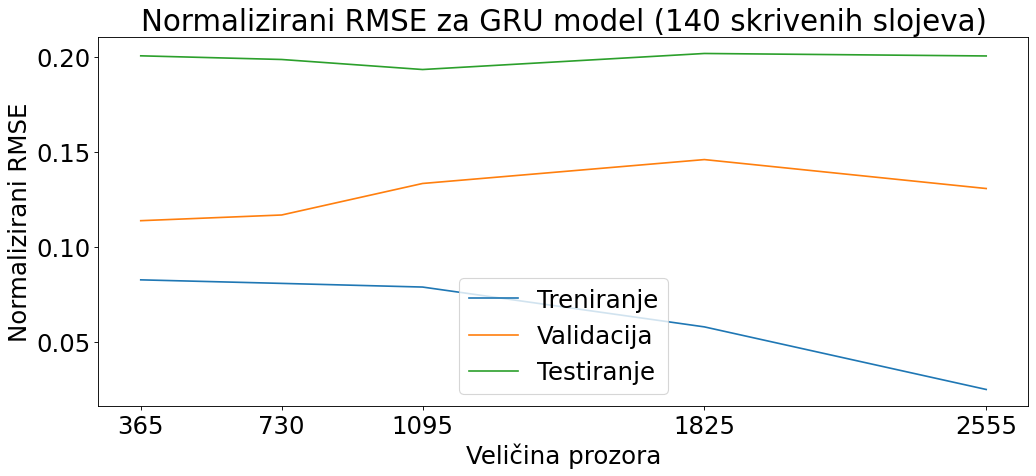 Normalizirani RMSE za GRU model (140 skrivenih slojeva)
Normalizirani RMSE
0.20
0.15
0.10
0.05
Treniranje
Validacija
Testiranje
365 730 1095 1825 2555
Veličina prozora